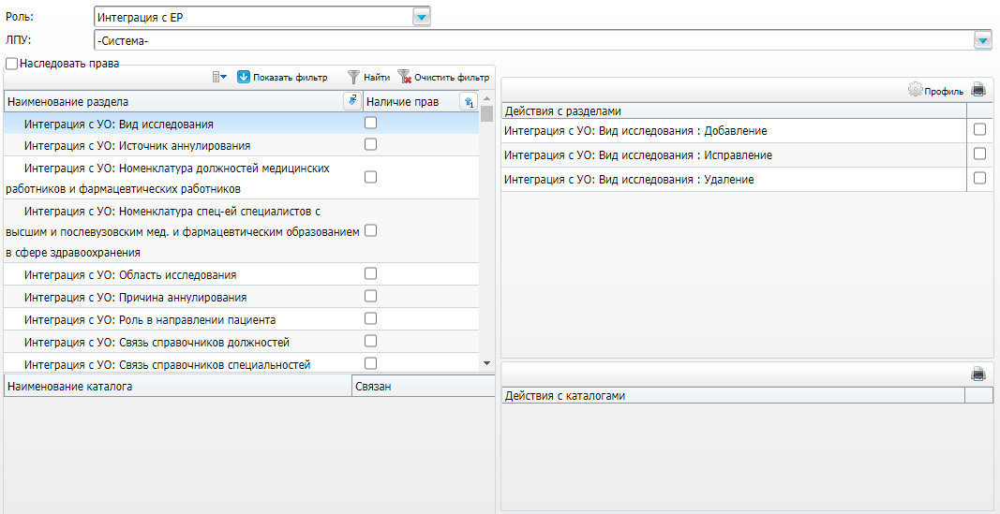 Роль:
Интеграция с ЕР
ЛПУ:
-Система-
Наследовать права
Показать фильтр
Найти
Очистить фильтр
Наименование раздела
2
Наличие прав
1
Интеграция с УО: Вид исследования
Интеграция с УО: Источник аннулирования
Интеграция с УО: Номенклатура должностей медицинских
работников и фармацевтических работников
Интеграция с УО: Номенклатура спец-ей специалистов с
высшим и послевузовским мед. и фармацевтическим образованием
в сфере здравоохранения
Интеграция с УО: Область исследования
Интеграция с УО: Причина аннулирования
Интеграция с УО: Роль в направлении пациента
Интеграция с УО: Связь справочников должностей
Интеграция с УО: Связь справочников специальностей
Наименование каталога
Связан
Профиль
Действия с разделами
Интеграция с УО: Вид исследования : Добавление
Интеграция с УО: Вид исследования : Исправление
Интеграция с УО: Вид исследования : Удаление
Действия с каталогами